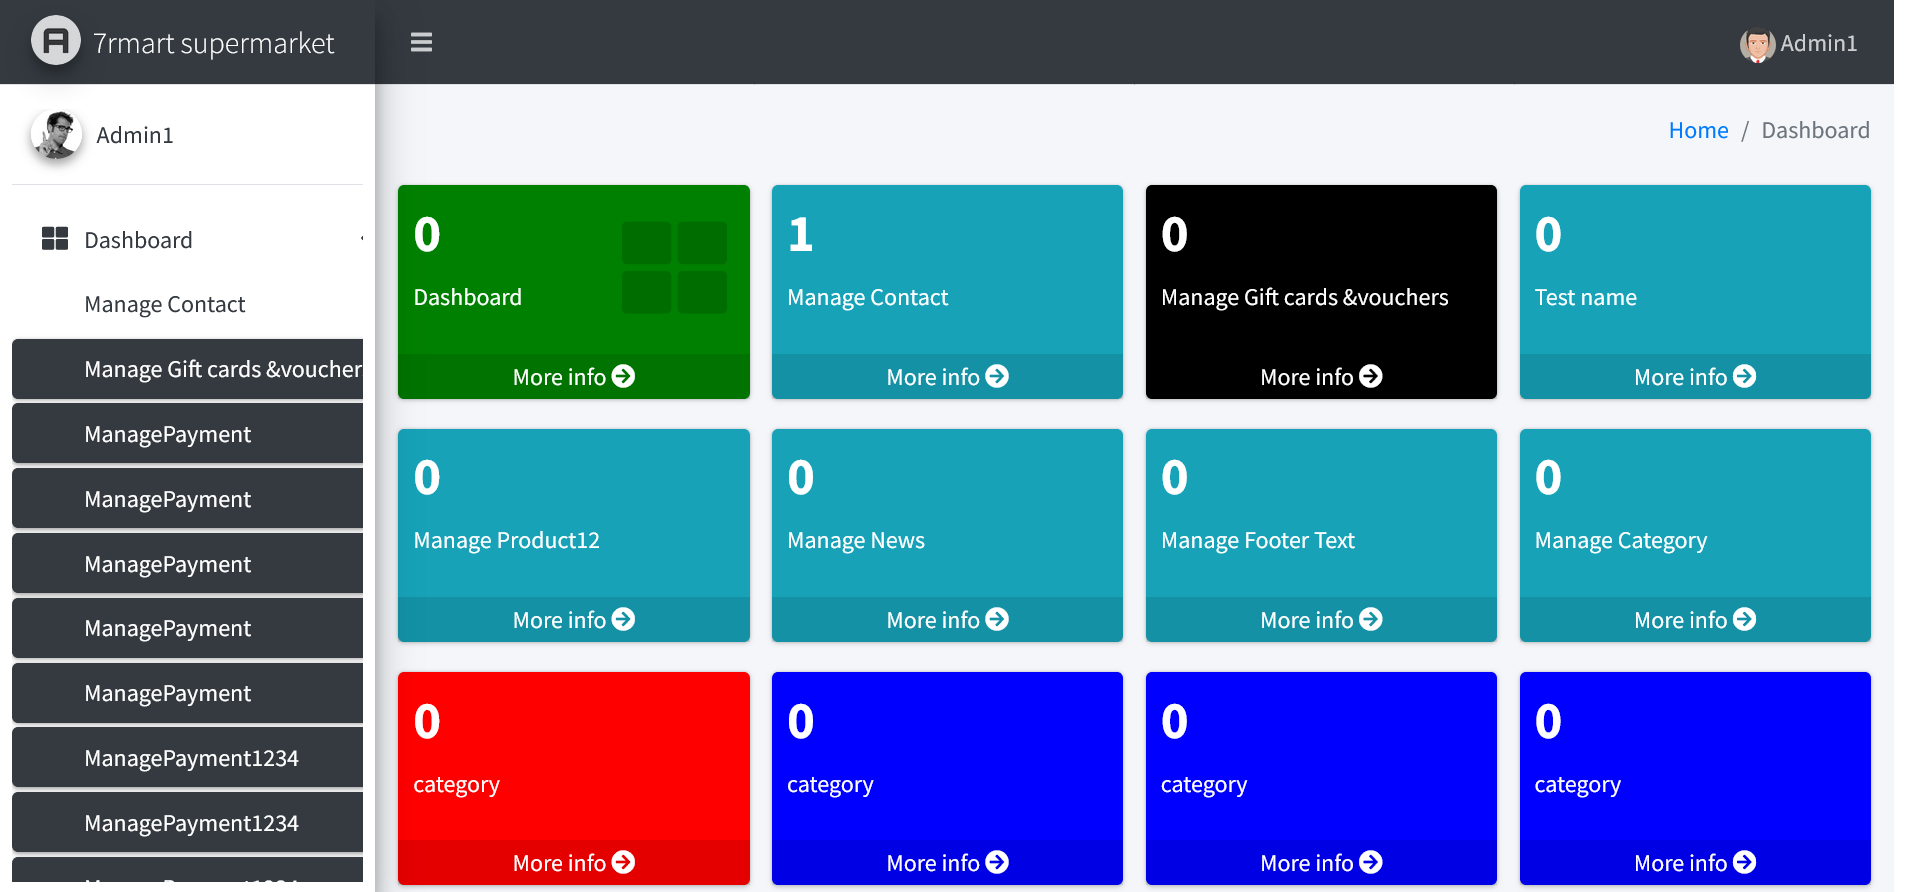 7rmart supermarket
Admin1
Admin1
Home / Dashboard
Dashboard
Manage Contact
Manage Gift cards &voucher
ManagePayment
ManagePayment
ManagePayment
ManagePayment
ManagePayment
ManagePayment1234
ManagePayment1234
0
Dashboard
More info
1
Manage Contact
More info
0
Manage Gift cards &vouchers
More info
0
Test name
More info
0
Manage Product12
More info
0
Manage News
More info
0
Manage Footer Text
More info
0
Manage Category
More info
0
category
More info
0
category
More info
0
category
More info
0
category
More info